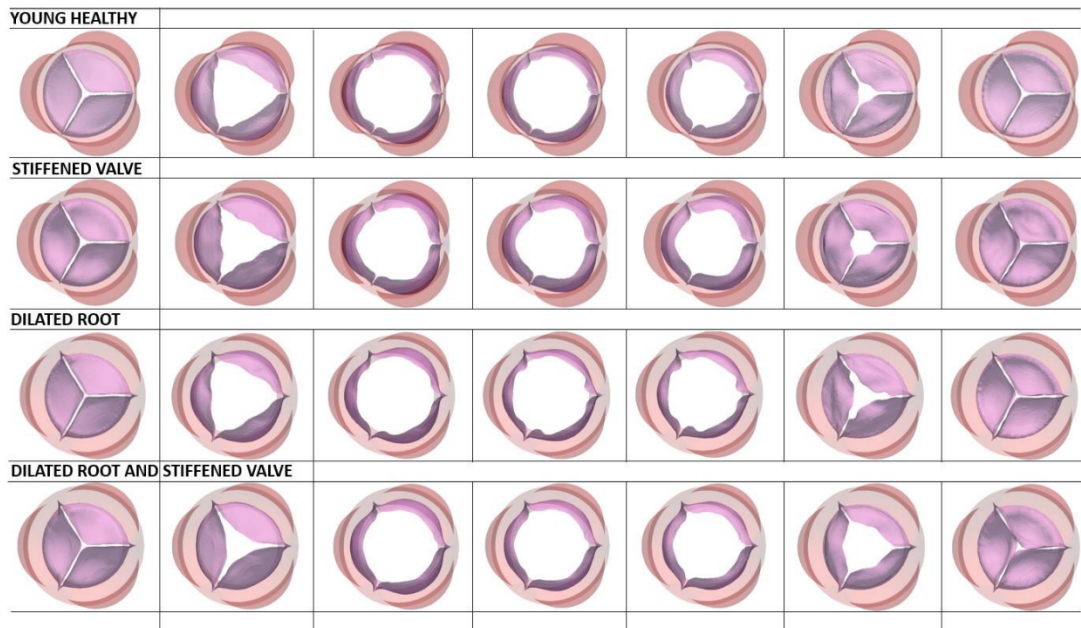 YOUNG HEALTHY
STIFFENED VALVE
DILATED ROOT
DILATED ROOT AND STIFFENED VALVE